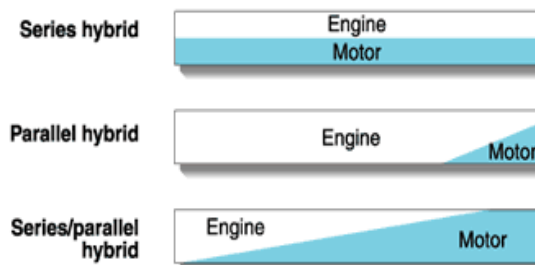 Series hybrid
Engine
Motor
Parallel hybrid
Engine
Motor
Series/parallel
hybrid
Engine
Motor